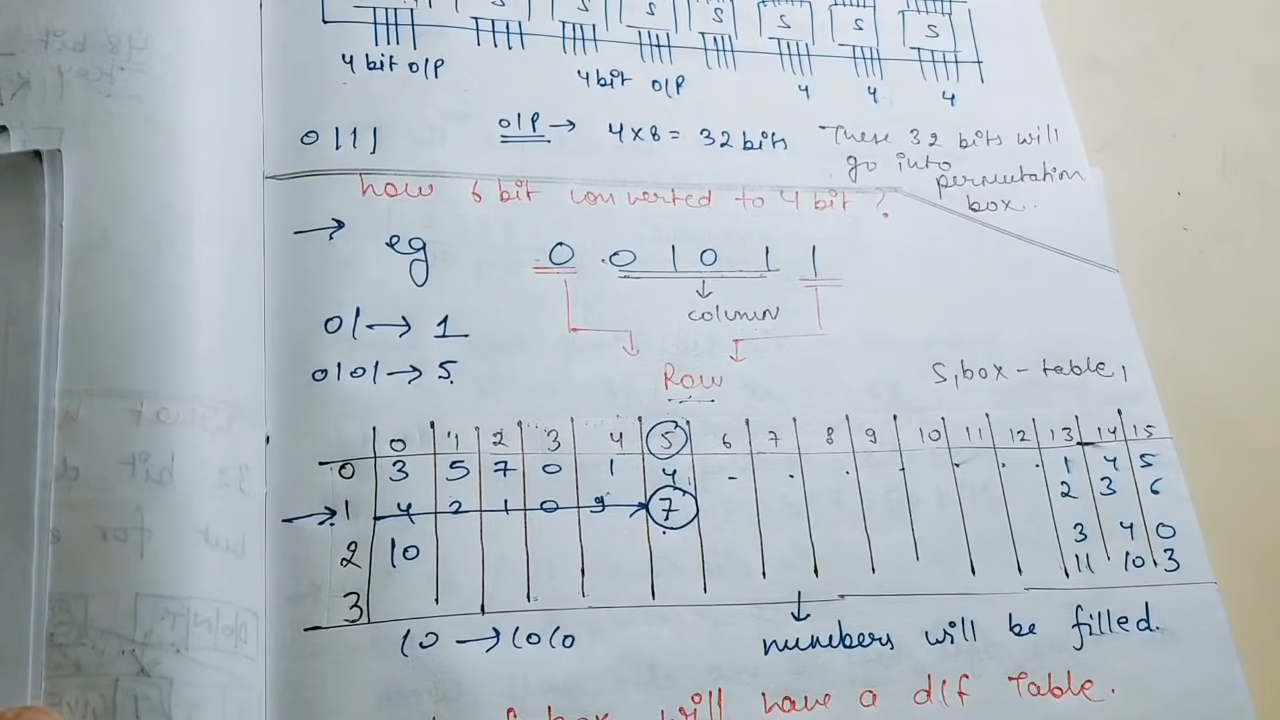 S S S S S S S
4 bit O/P 4 bit O/P 4 4 4
0111 O/P → 4x8 = 32 bits These 32 bits will
go into
permutation
box.
how 6 bit converted to 4 bit ?
→ eg 0 0 1 0 1 1
column
01 → 1
0101 → 5
Row
S, box - table,
0 1 2 3 4 5 6 7 8 9 10 11 12 13 14 15
0 3 5 7 0 1 4 - . . . . . . 1 4 5
→ 1 4 2 1 0 9 7 2 3 6
2 10 3 4 0
11 10 3
3
10 → 1010 numbers will be filled.
box will have a dif Table.